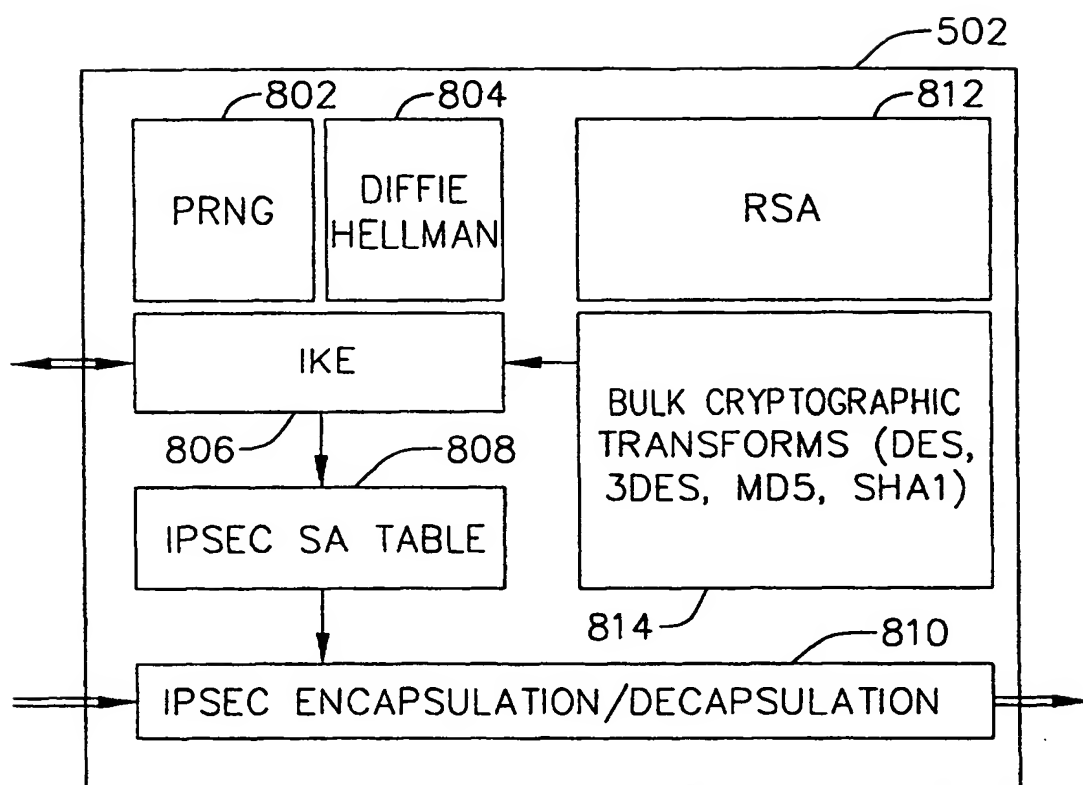 502
802
804
812
PRNG
DIFFIE
HELLMAN
RSA
IKE
806
808
BULK CRYPTOGRAPHIC
TRANSFORMS (DES,
3DES, MD5, SHA1)
IPSEC SA TABLE
814
810
IPSEC ENCAPSULATION/DECAPSULATION